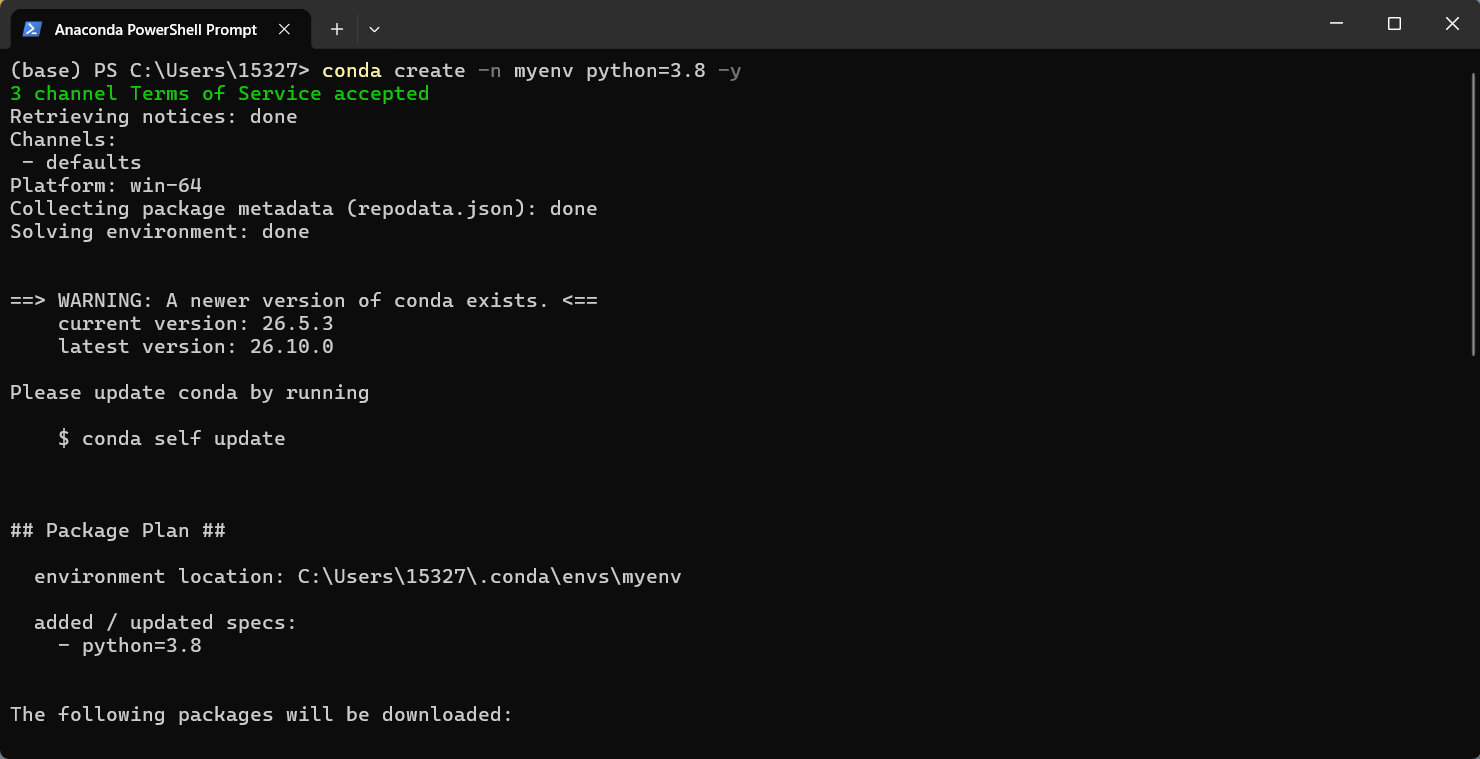 Anaconda PowerShell Prompt
(base) PS C:\Users\15327> conda create -n myenv python=3.8 -y
3 channel Terms of Service accepted
Retrieving notices: done
Channels:
 - defaults
Platform: win-64
Collecting package metadata (repodata.json): done
Solving environment: done
==> WARNING: A newer version of conda exists. <==
    current version: 26.5.3
    latest version: 26.10.0
Please update conda by running
    $ conda self update
## Package Plan ##
  environment location: C:\Users\15327\.conda\envs\myenv
  added / updated specs:
    - python=3.8
The following packages will be downloaded: